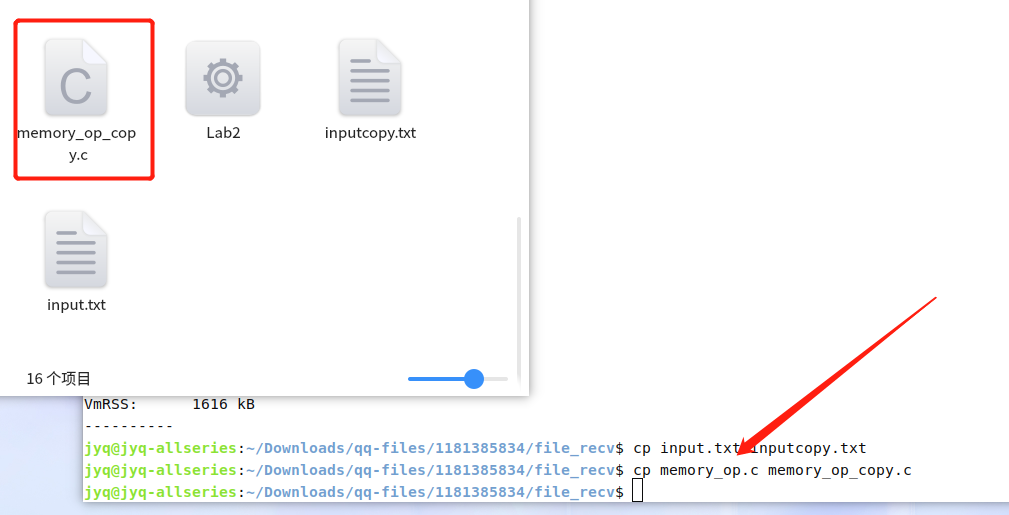 C
memory_op_cop
y.c
Lab2
inputcopy.txt
input.txt
16 个项目
VmRSS: 1616 kB
----------
jyq@jyq-allseries:~/Downloads/qq-files/1181385834/file_recv$ cp input.txt inputcopy.txt
jyq@jyq-allseries:~/Downloads/qq-files/1181385834/file_recv$ cp memory_op.c memory_op_copy.c
jyq@jyq-allseries:~/Downloads/qq-files/1181385834/file_recv$